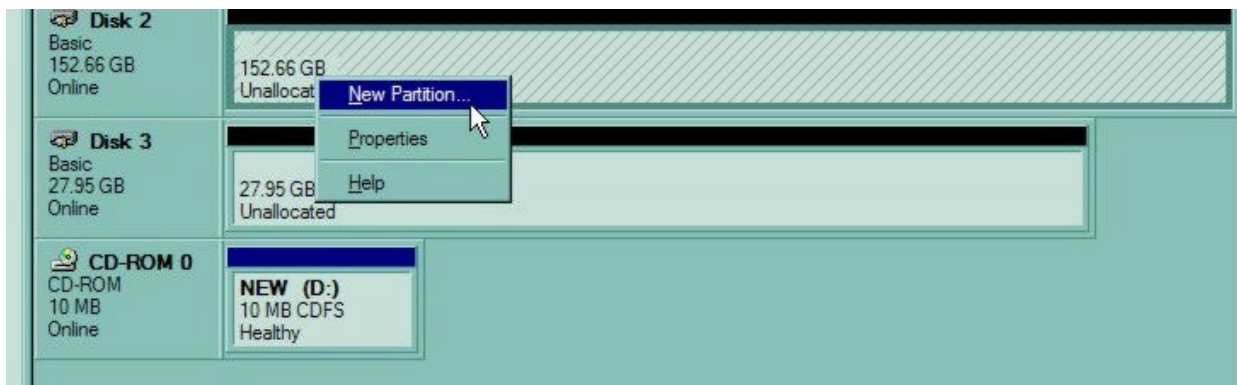 Disk 2
Basic
152.66 GB
Online
152.66 GB
Unallocat
New Partition...
Properties
Help
Disk 3
Basic
27.95 GB
Online
27.95 GB
Unallocated
CD-ROM 0
CD-ROM
10 MB
Online
NEW (D:)
10 MB CDFS
Healthy